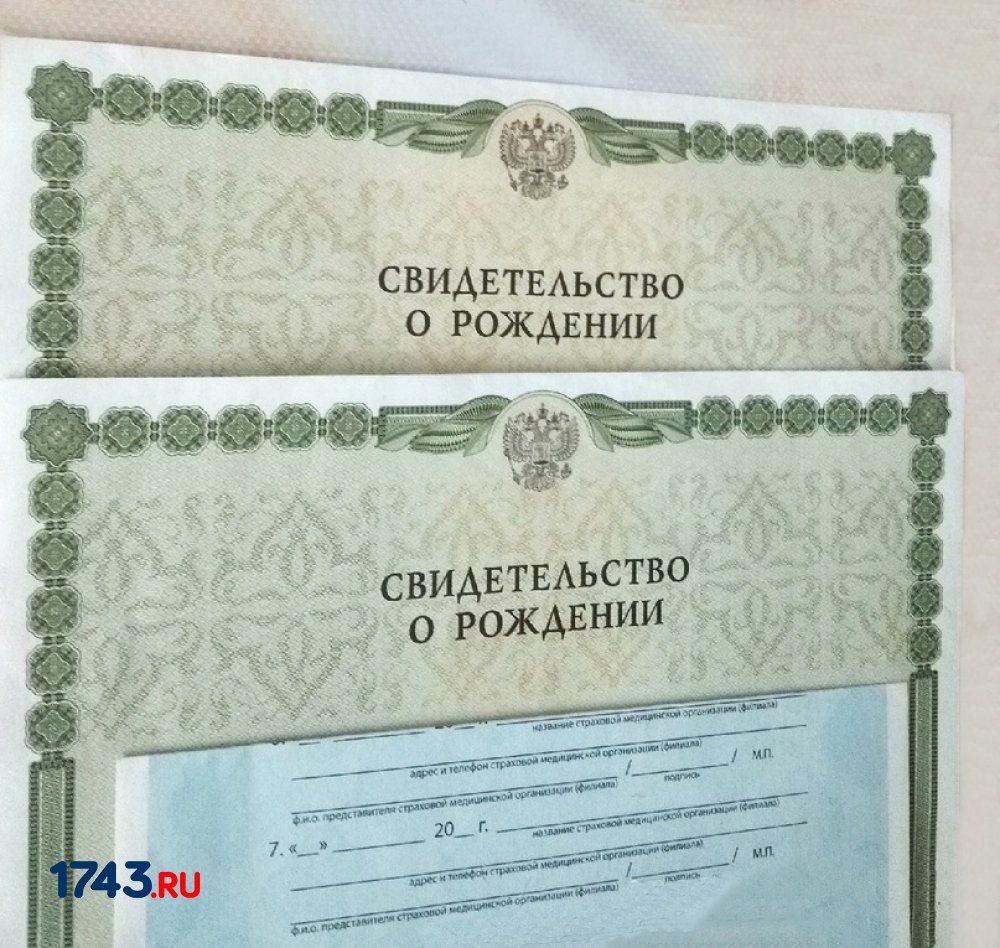 СВИДЕТЕЛЬСТВО
О РОЖДЕНИИ
СВИДЕТЕЛЬСТВО
О РОЖДЕНИИ
20
название страховой медицинской организации (филиала)
адрес и телефон страховой медицинской организации (филиала)
/ / М.П.
ф.и.о. представителя страховой медицинской организации (филиала) подпись
7. «__» ________ 20__ г.
название страховой медицинской организации (филиала)
адрес и телефон страховой медицинской организации (филиала)
/ / М.П.
ф.и.о. представителя страховой медицинской организации (филиала) подпись
1743.RU